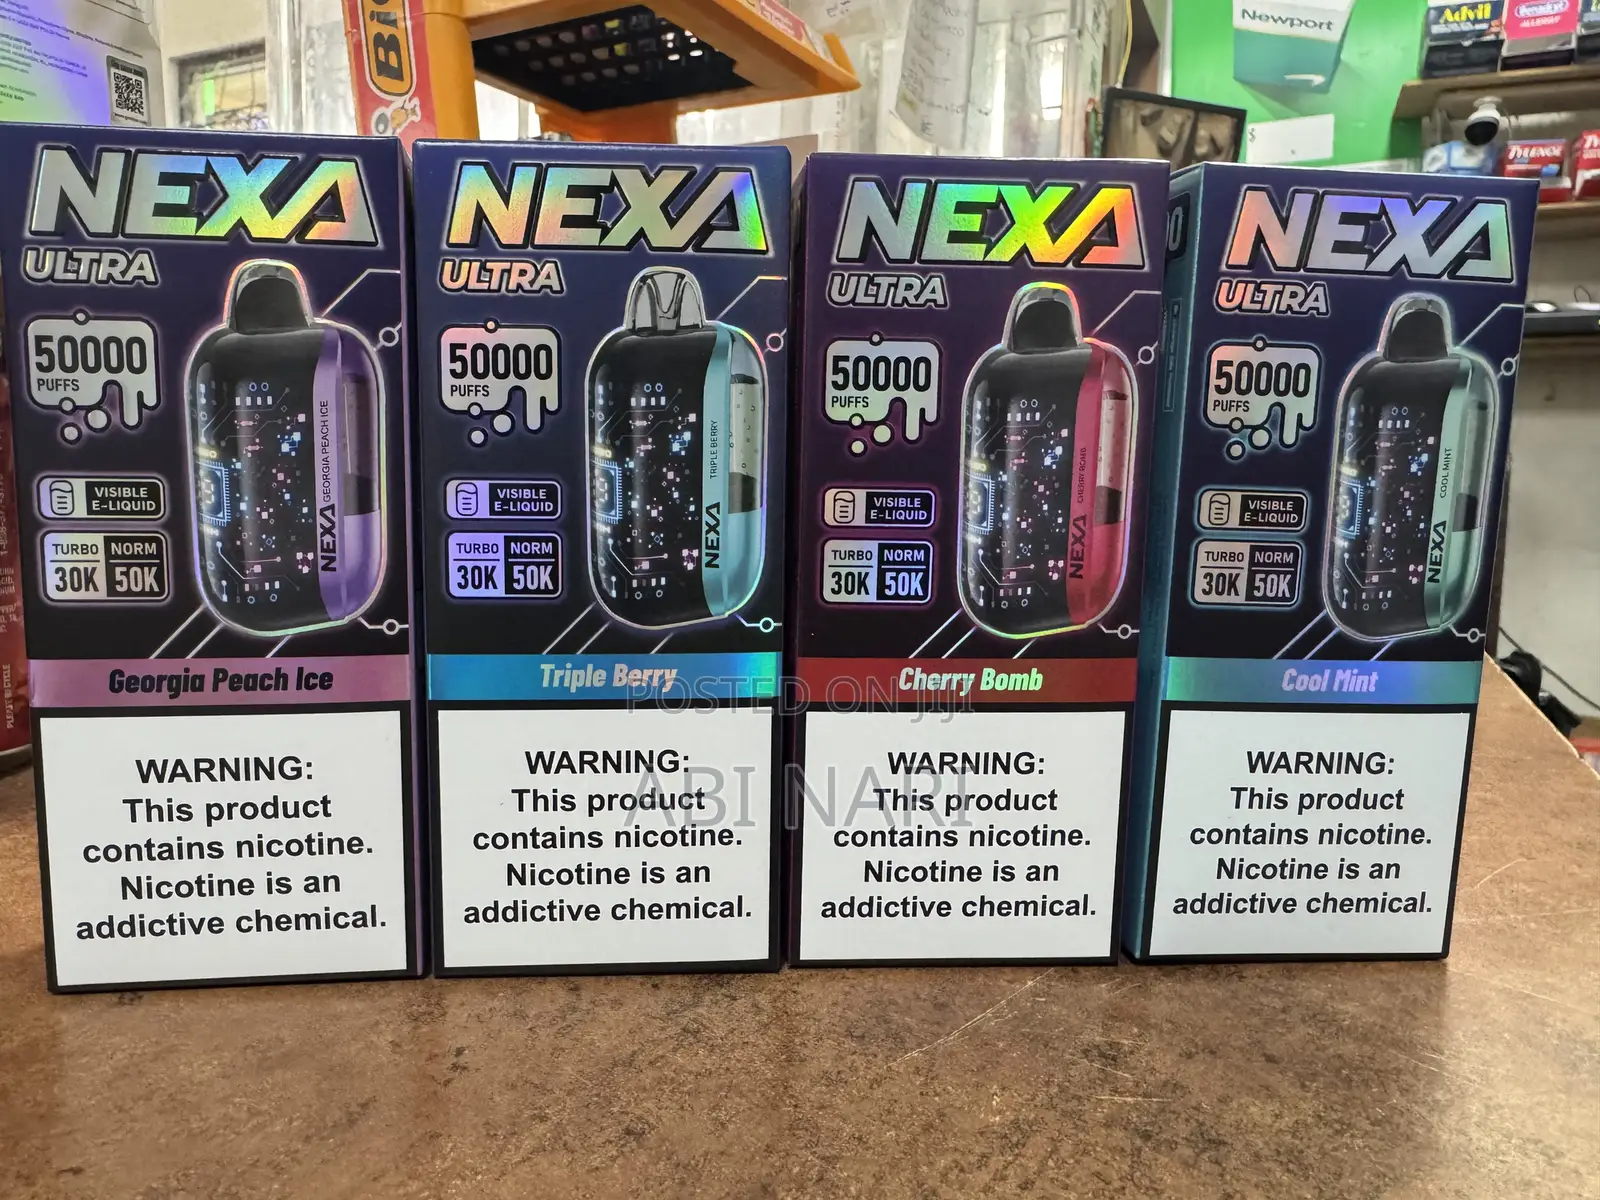 BiC
Newport
Advil
Benadryl
ALLERGY
TYLENOL
NEXA
ULTRA
50000
PUFFS
VISIBLE
E-LIQUID
TURBO NORM
30K 50K
NEXA GEORGIA PEACH ICE
Georgia Peach Ice
WARNING:
This product
contains nicotine.
Nicotine is an
addictive chemical.
NEXA
ULTRA
50000
PUFFS
VISIBLE
E-LIQUID
TURBO NORM
30K 50K
NEXA TRIPLE BERRY
Triple Berry
WARNING:
This product
contains nicotine.
Nicotine is an
addictive chemical.
NEXA
ULTRA
50000
PUFFS
VISIBLE
E-LIQUID
TURBO NORM
30K 50K
NEXA CHERRY BOMB
Cherry Bomb
WARNING:
This product
contains nicotine.
Nicotine is an
addictive chemical.
NEXA
ULTRA
50000
PUFFS
VISIBLE
E-LIQUID
TURBO NORM
30K 50K
NEXA COOL MINT
Cool Mint
WARNING:
This product
contains nicotine.
Nicotine is an
addictive chemical.
POSTED ON JIJI
ABI NARI